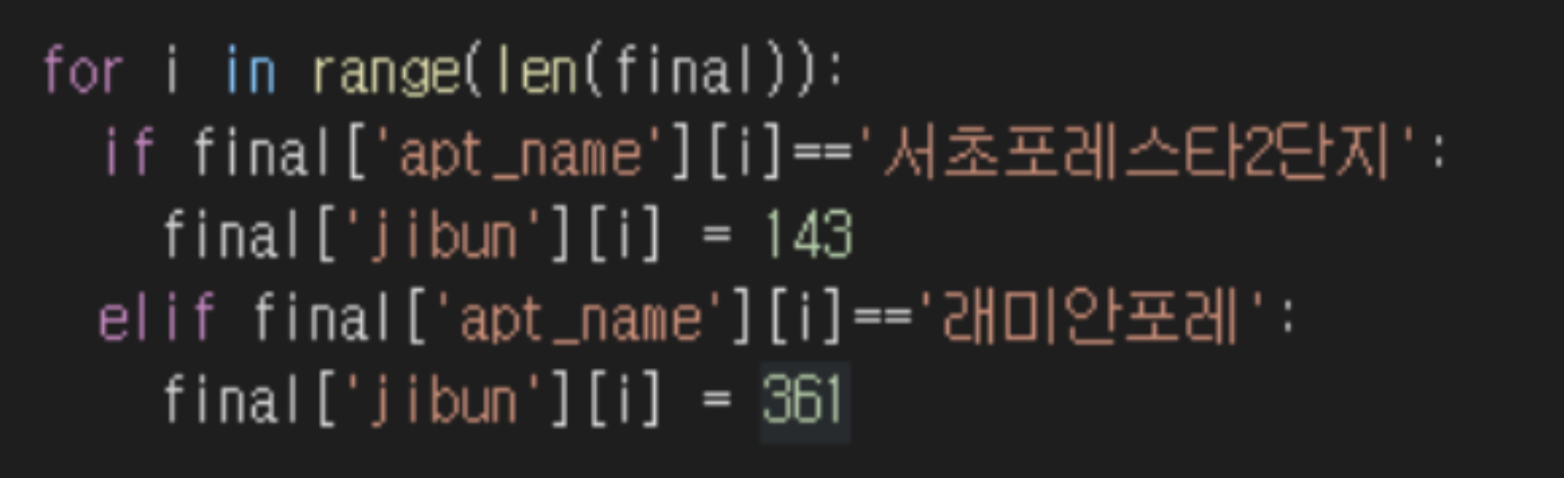 for i in range(len(final)):
  if final['apt_name'][i]=='서초포레스타2단지':
    final['jibun'][i] = 143
  elif final['apt_name'][i]=='래미안포레':
    final['jibun'][i] = 361